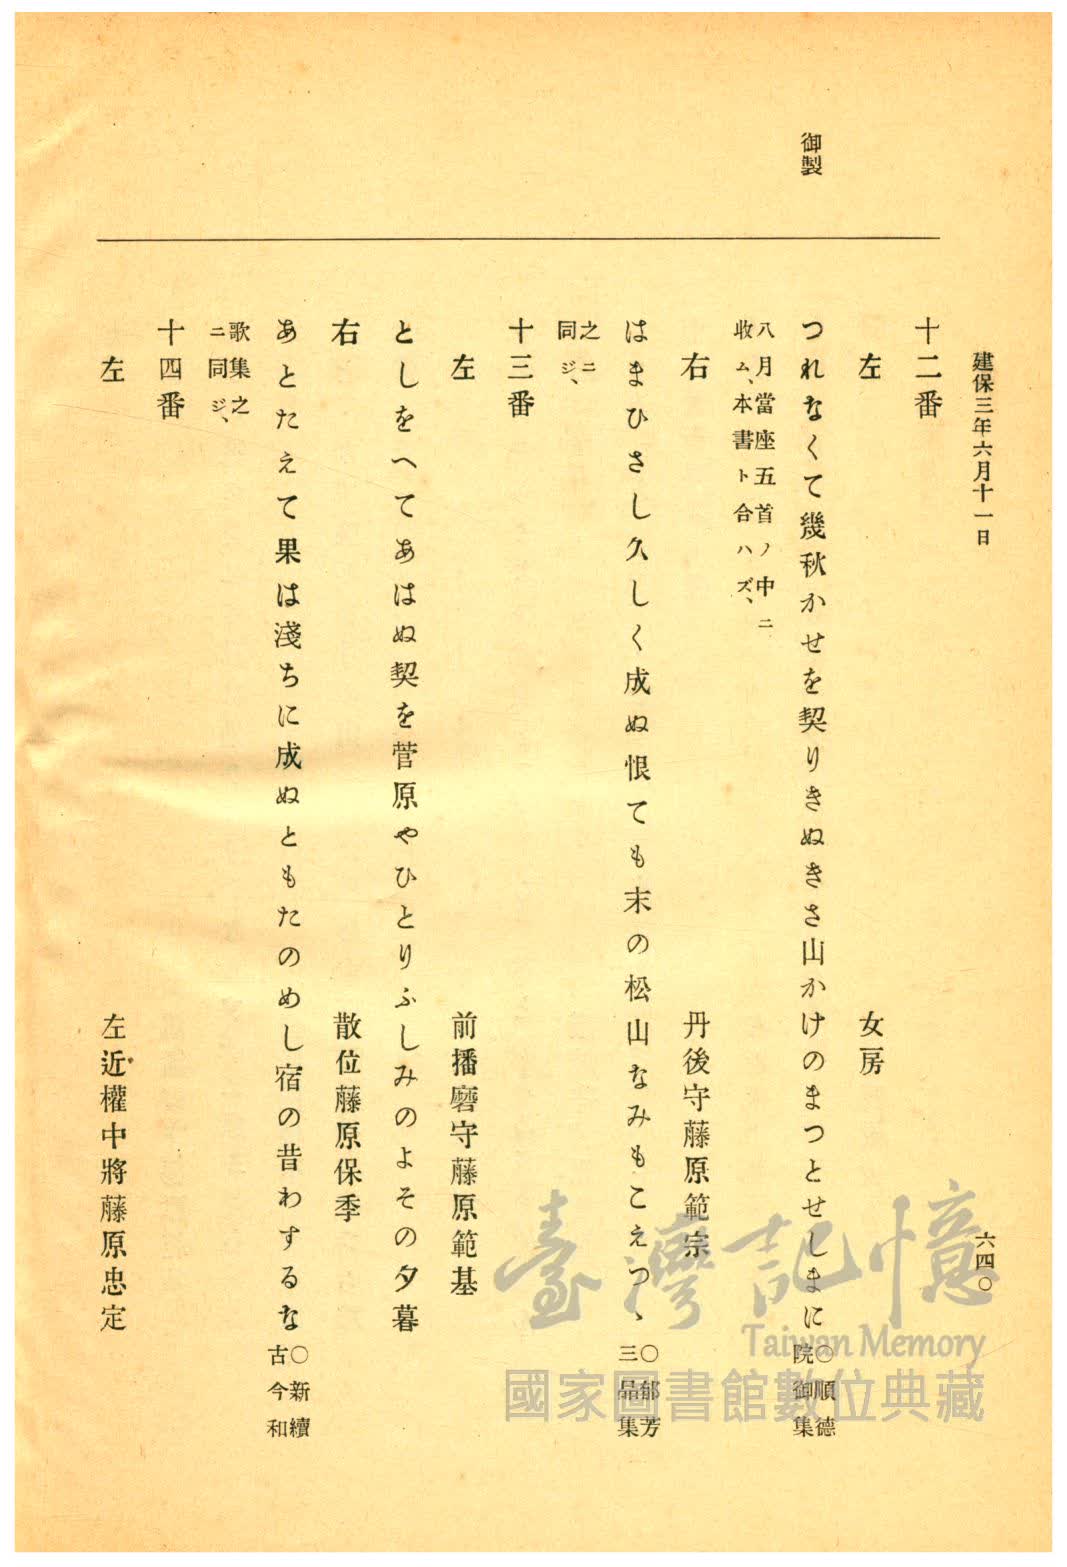 建保三年六月十一日
六四〇
御製
十二番
左
女房
つれなくて幾秋かせを契りきぬきさ山かけのまつとせしまに
〇順德
院御集
八月當座五首ノ中ニ
收ム、本書ト合ハズ、
右
丹後守藤原範宗
はまひさし久しく成ぬ恨ても末の松山なみもこえつゝ
〇郁芳
三品集
之ニ
同ジ、
十三番
左
前播磨守藤原範基
としをへてあはぬ契を菅原やひとりふしみのよその夕暮
右
散位藤原保季
あとたえて果は淺ちに成ぬともたのめし宿の昔わするな
〇新續
古今和
歌集之
ニ同ジ、
十四番
左
左近權中將藤原忠定
臺灣記憶
Taiwan Memory
國家圖書館數位典藏